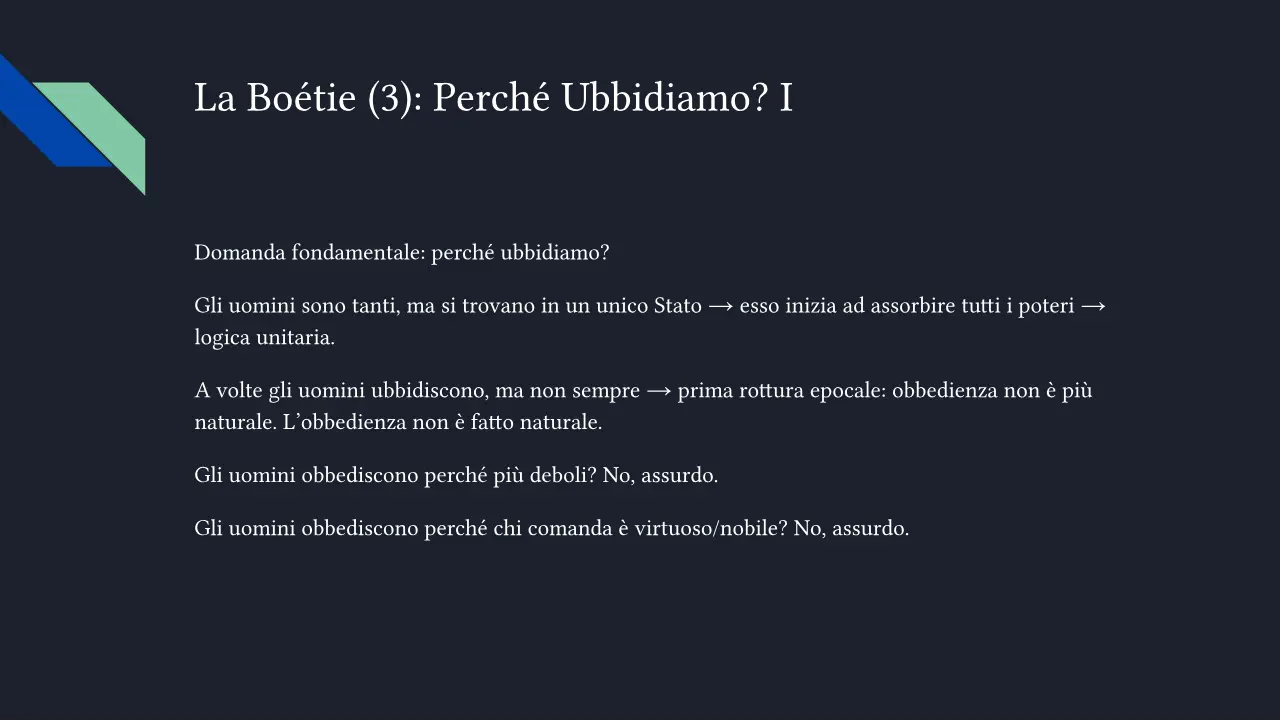 La Boétie (3): Perché Ubbidiamo? I
Domanda fondamentale: perché ubbidiamo?
Gli uomini sono tanti, ma si trovano in un unico Stato → esso inizia ad assorbire tutti i poteri →
logica unitaria.
A volte gli uomini ubbidiscono, ma non sempre → prima rottura epocale: obbedienza non è più
naturale. L’obbedienza non è fatto naturale.
Gli uomini obbediscono perché più deboli? No, assurdo.
Gli uomini obbediscono perché chi comanda è virtuoso/nobile? No, assurdo.